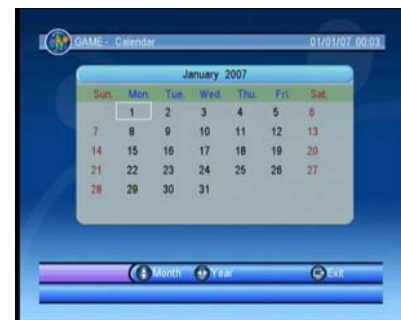 GAME - Calendar 01/01/07 00:03
January 2007
Sun. Mon. Tue. Wed. Thu. Fri. Sat.
1 2 3 4 5 6
7 8 9 10 11 12 13
14 15 16 17 18 19 20
21 22 23 24 25 26 27
28 29 30 31
Month Year Exit